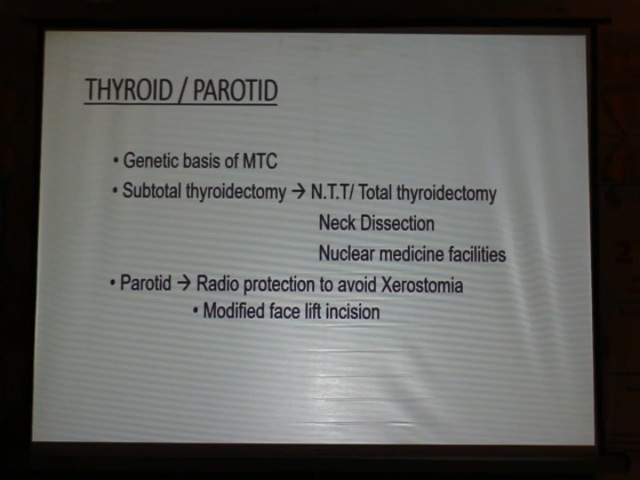 THYROID / PAROTID
• Genetic basis of MTC
• Subtotal thyroidectomy → N.T.T/ Total thyroidectomy
Neck Dissection
Nuclear medicine facilities
• Parotid → Radio protection to avoid Xerostomia
• Modified face lift incision